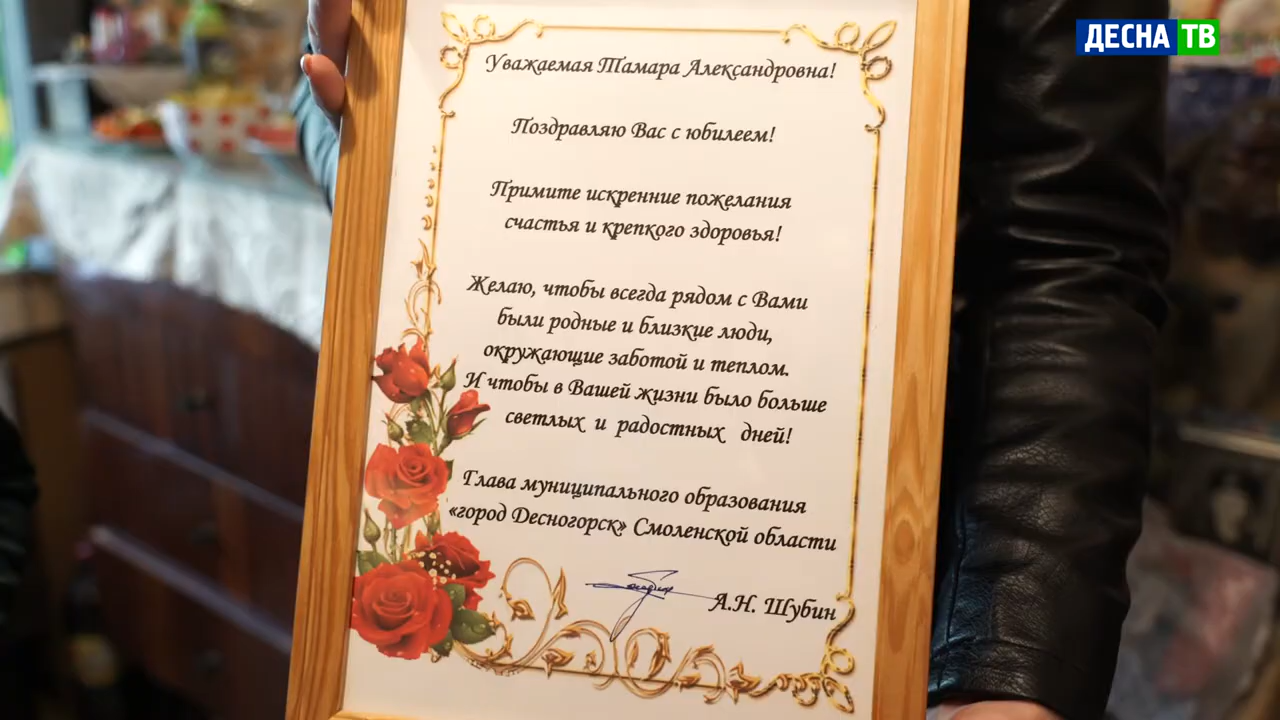 ДЕСНА ТВ
Уважаемая Тамара Александровна!
Поздравляю Вас с юбилеем!
Примите искренние пожелания
счастья и крепкого здоровья!
Желаю, чтобы всегда рядом с Вами
были родные и близкие люди,
окружающие заботой и теплом.
И чтобы в Вашей жизни было больше
светлых и радостных дней!
Глава муниципального образования
«город Десногорск» Смоленской области
А.Н. Шубин